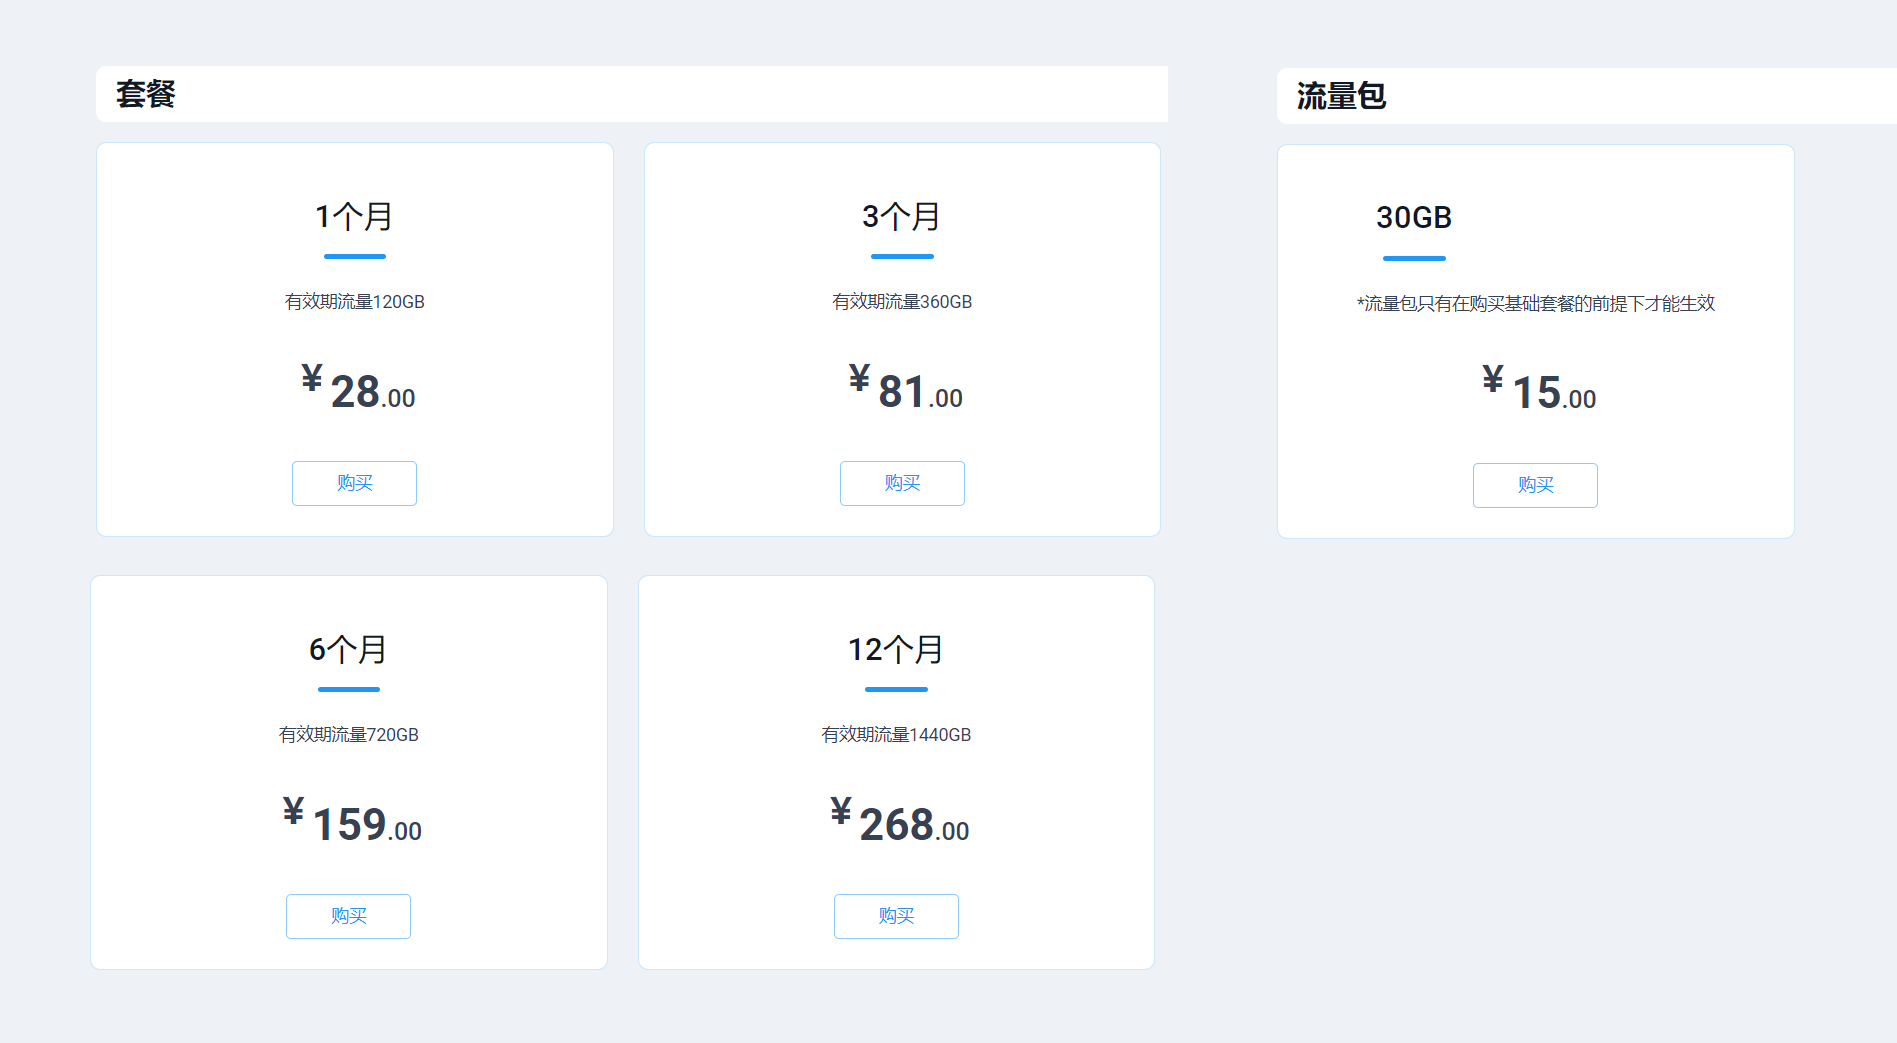 套餐
1个月
有效期流量120GB
¥ 28.00
购买
3个月
有效期流量360GB
¥ 81.00
购买
6个月
有效期流量720GB
¥ 159.00
购买
12个月
有效期流量1440GB
¥ 268.00
购买
流量包
30GB
*流量包只有在购买基础套餐的前提下才能生效
¥ 15.00
购买